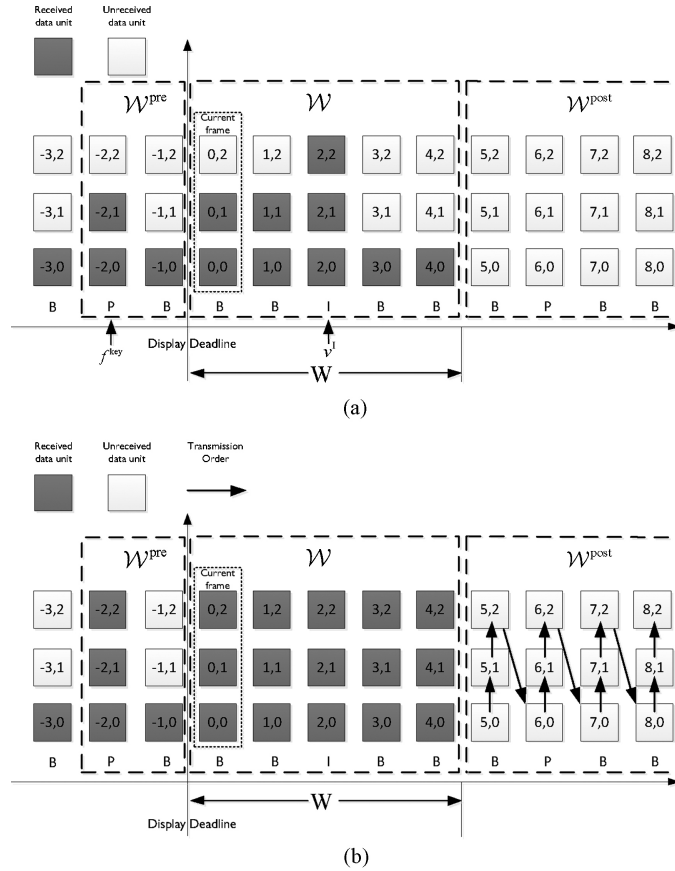 Received data unit
Unreceived data unit
𝒲pre
𝒲
𝒲post
Current frame
-3,2 -2,2 -1,2 0,2 1,2 2,2 3,2 4,2 5,2 6,2 7,2 8,2
-3,1 -2,1 -1,1 0,1 1,1 2,1 3,1 4,1 5,1 6,1 7,1 8,1
-3,0 -2,0 -1,0 0,0 1,0 2,0 3,0 4,0 5,0 6,0 7,0 8,0
B P B B B I B B B P B B
fkey
Display Deadline
vI
W
(a)
Received data unit
Unreceived data unit
Transmission Order
𝒲pre
𝒲
𝒲post
Current frame
-3,2 -2,2 -1,2 0,2 1,2 2,2 3,2 4,2 5,2 6,2 7,2 8,2
-3,1 -2,1 -1,1 0,1 1,1 2,1 3,1 4,1 5,1 6,1 7,1 8,1
-3,0 -2,0 -1,0 0,0 1,0 2,0 3,0 4,0 5,0 6,0 7,0 8,0
B P B B B I B B B P B B
W
Display Deadline
(b)